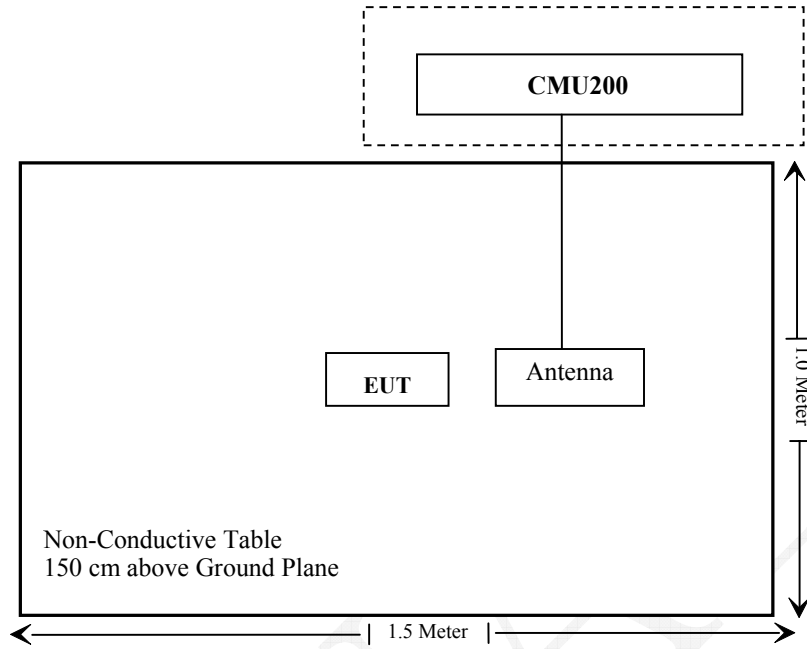 CMU200
EUT
Antenna
1.0 Meter
Non-Conductive Table
150 cm above Ground Plane
1.5 Meter